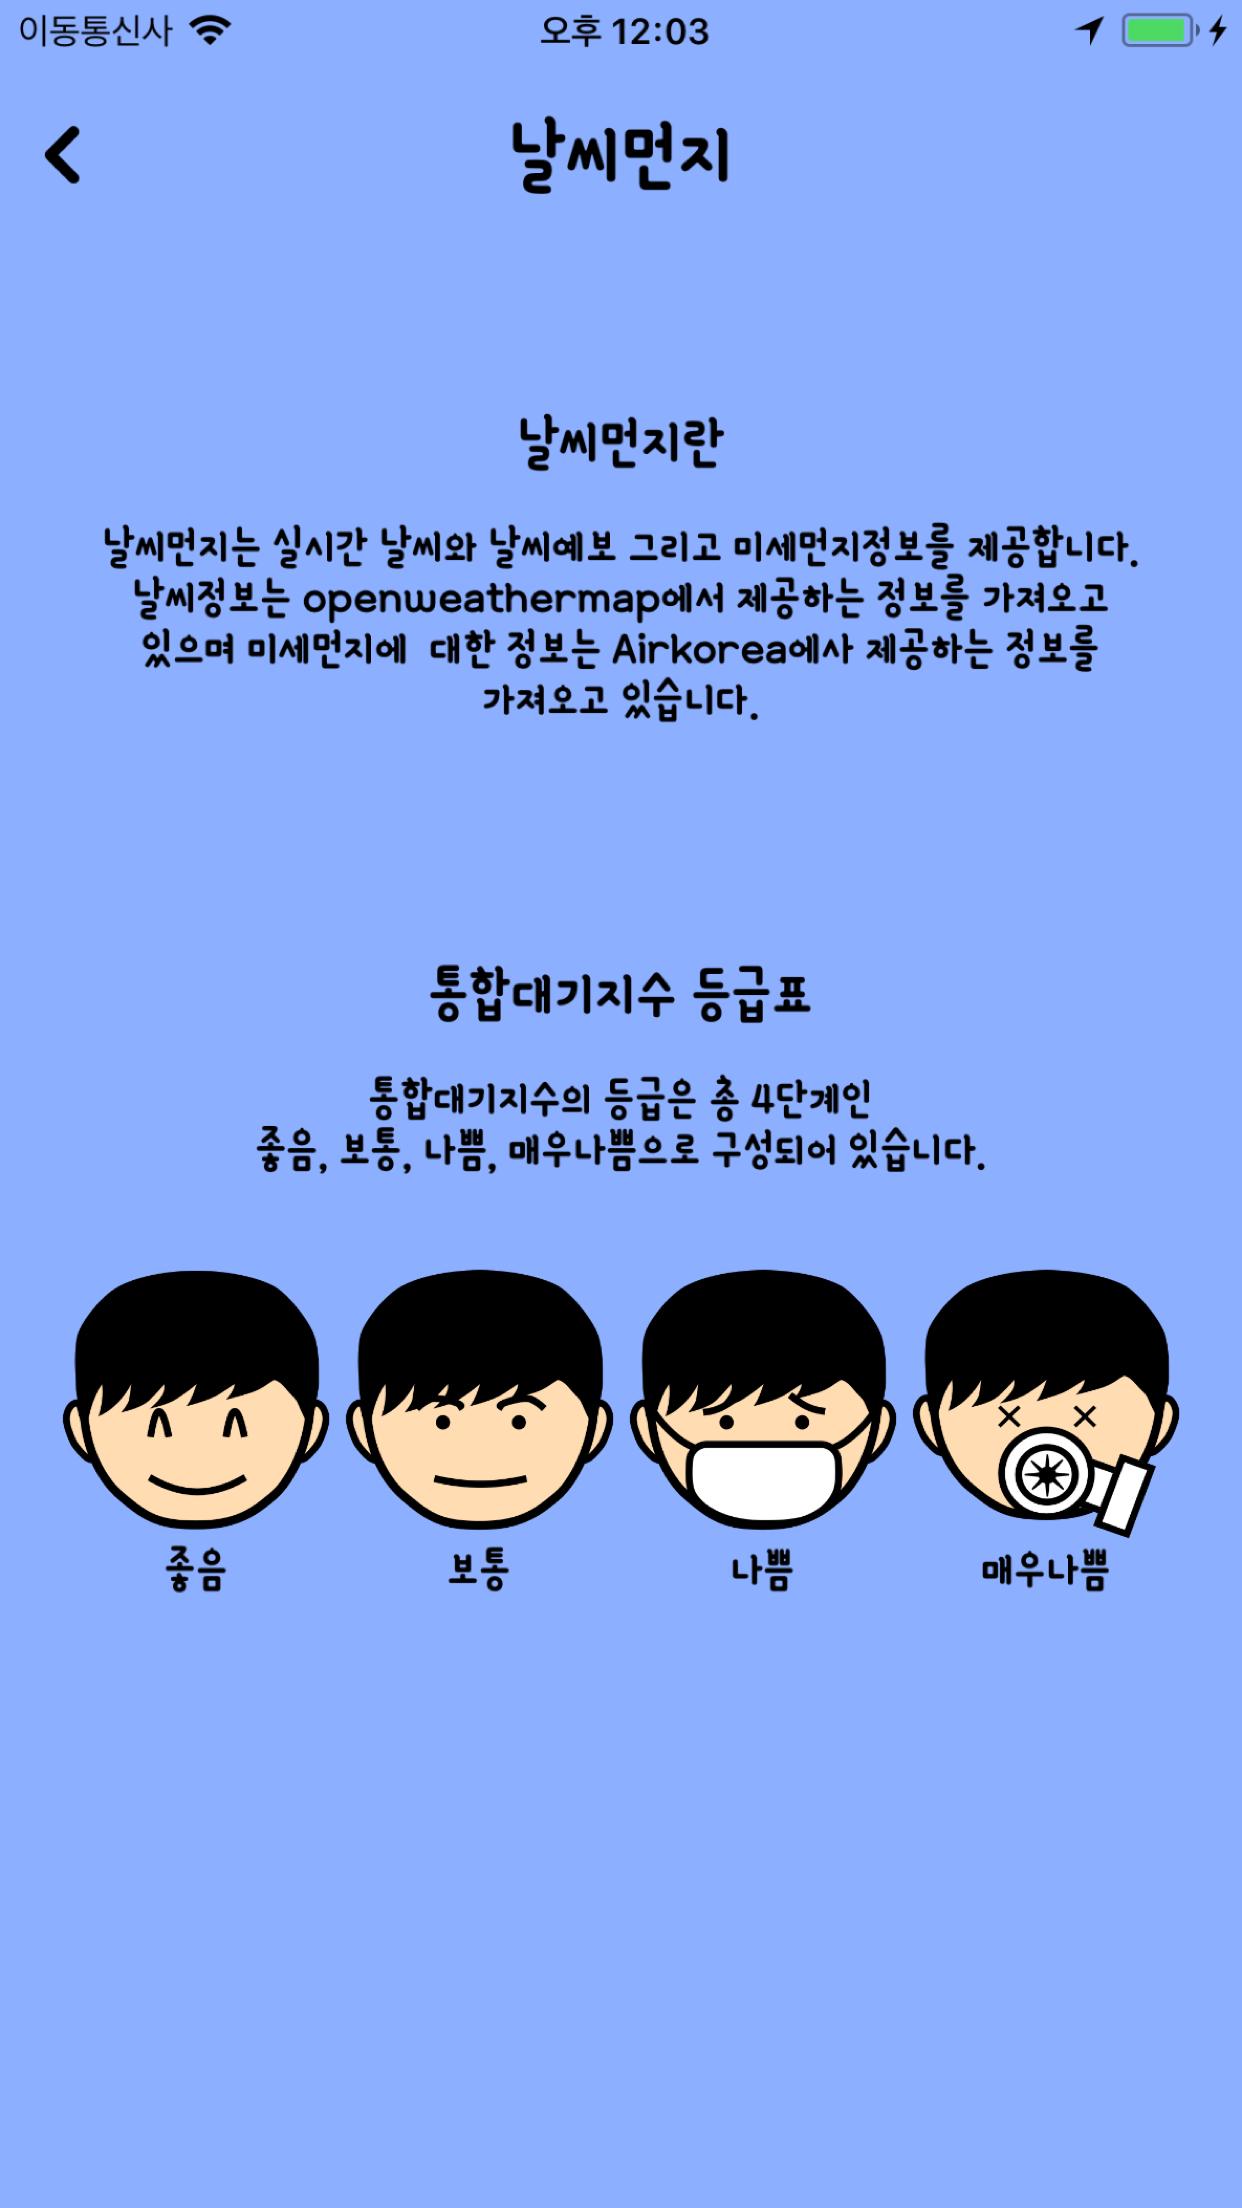 이동통신사
오후 12:03
날씨먼지
날씨먼지란
날씨먼지는 실시간 날씨와 날씨예보 그리고 미세먼지정보를 제공합니다.
날씨정보는 openweathermap에서 제공하는 정보를 가져오고
있으며 미세먼지에 대한 정보는 Airkorea에사 제공하는 정보를
가져오고 있습니다.
통합대기지수 등급표
통합대기지수의 등급은 총 4단계인
좋음, 보통, 나쁨, 매우나쁨으로 구성되어 있습니다.
좋음
보통
나쁨
매우나쁨